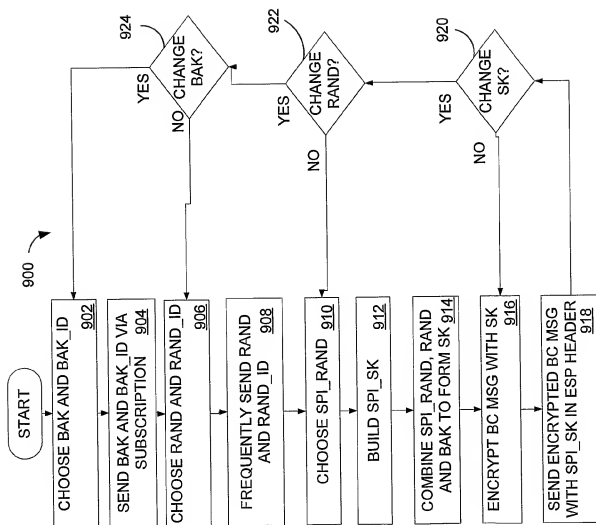 900
START
CHOOSE BAK AND BAK_ID
902
SEND BAK AND BAK_ID VIA
SUBSCRIPTION 904
CHOOSE RAND AND RAND_ID
906
FREQUENTLY SEND RAND
AND RAND_ID 908
CHOOSE SPI_RAND
910
BUILD SPI_SK
912
COMBINE SPI_RAND, RAND
AND BAK TO FORM SK 914
ENCRYPT BC MSG WITH SK
916
SEND ENCRYPTED BC MSG
WITH SPI_SK IN ESP HEADER
918
920
CHANGE
SK?
YES
NO
922
CHANGE
RAND?
YES
NO
924
CHANGE
BAK?
YES
NO